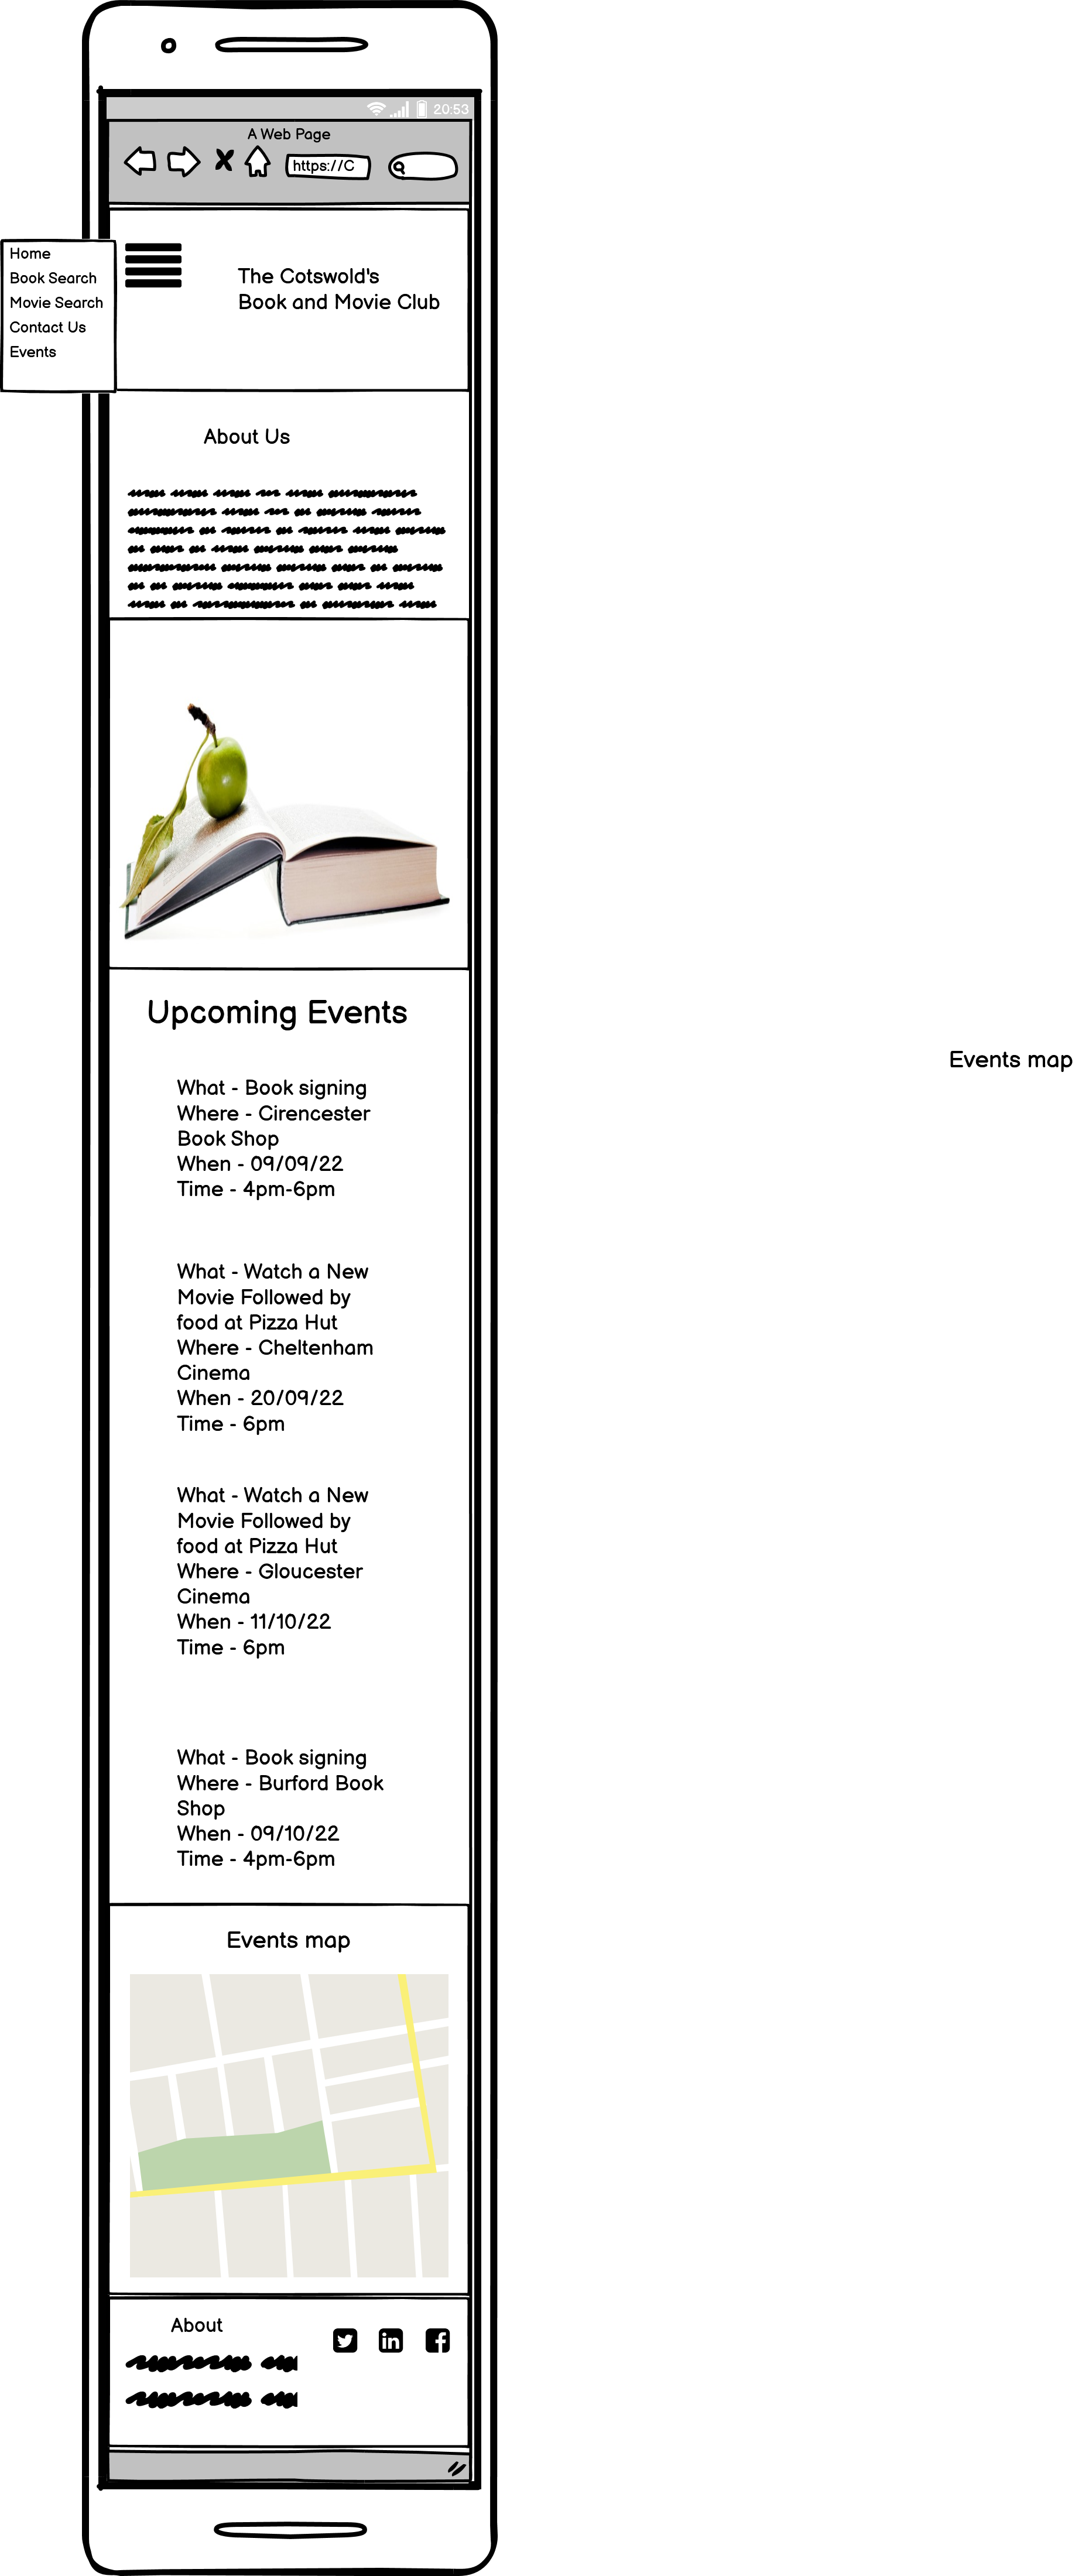 20:53
A Web Page
https://C
Home
Book Search
Movie Search
Contact Us
Events
The Cotswold's
Book and Movie Club
About Us
Upcoming Events
Events map
What - Book signing
Where - Cirencester
Book Shop
When - 09/09/22
Time - 4pm-6pm
What - Watch a New
Movie Followed by
food at Pizza Hut
Where - Cheltenham
Cinema
When - 20/09/22
Time - 6pm
What - Watch a New
Movie Followed by
food at Pizza Hut
Where - Gloucester
Cinema
When - 11/10/22
Time - 6pm
What - Book signing
Where - Burford Book
Shop
When - 09/10/22
Time - 4pm-6pm
Events map
About
in